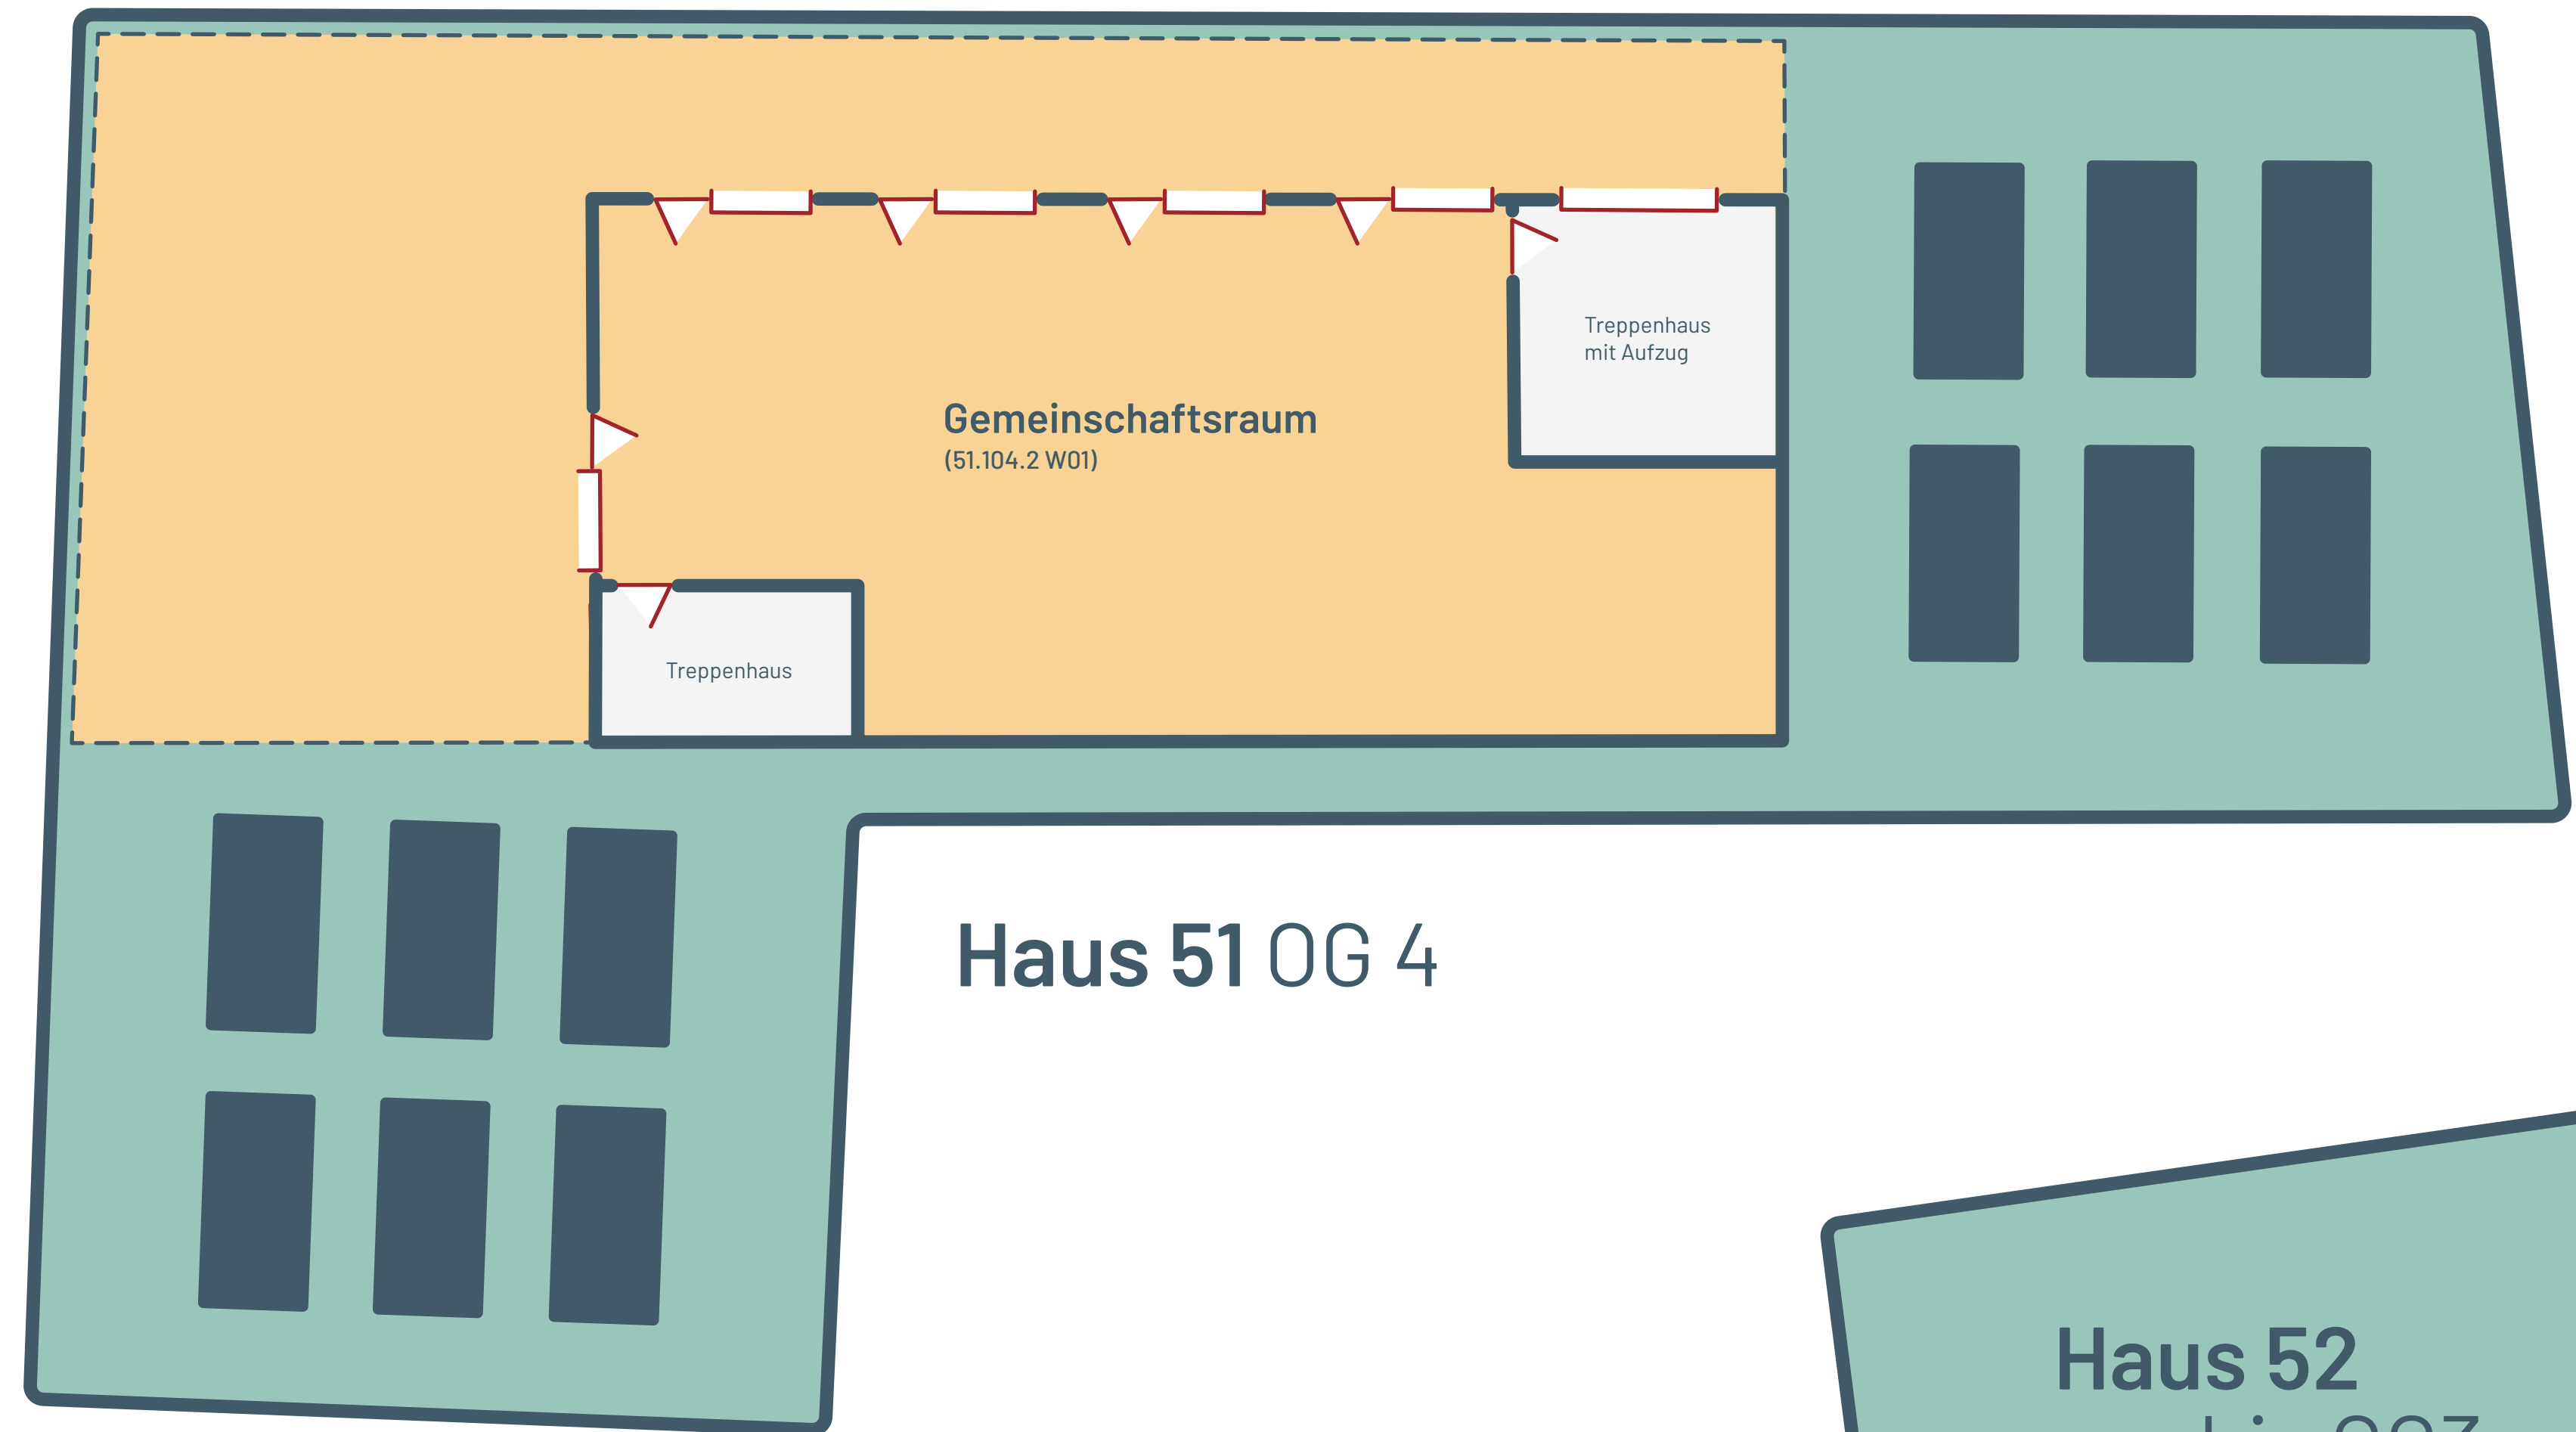 Treppenhaus
mit Aufzug
Gemeinschaftsraum
(51.104.2 W01)
Treppenhaus
Haus 51 OG 4
Haus 52